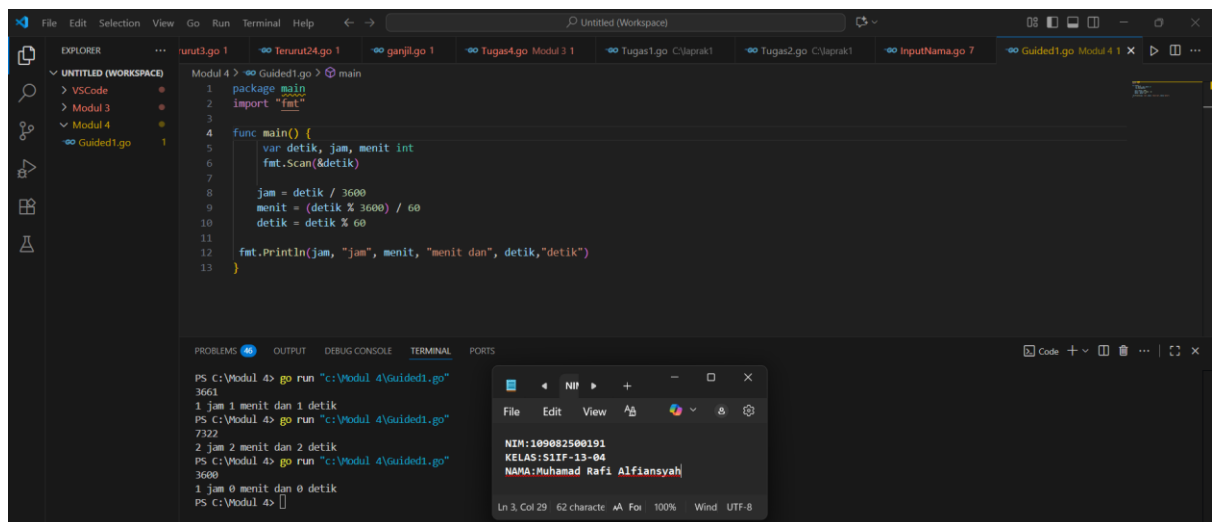 File Edit Selection View Go Run Terminal Help
Untitled (Workspace)
EXPLORER
urut3.go 1 Terurut24.go 1 ganjil.go 1 Tugas4.go Modul 3 1 Tugas1.go C:\laprak1 Tugas2.go C:\laprak1 InputNama.go 7 Guided1.go Modul 4 1
UNTITLED (WORKSPACE)
VSCode
Modul 3
Modul 4
Guided1.go 1
Modul 4 > Guided1.go > main
1 package main
2 import "fmt"
3
4 func main() {
5 var detik, jam, menit int
6 fmt.Scan(&detik)
7
8 jam = detik / 3600
9 menit = (detik % 3600) / 60
10 detik = detik % 60
11
12 fmt.Println(jam, "jam", menit, "menit dan", detik,"detik")
13 }
PROBLEMS 46 OUTPUT DEBUG CONSOLE TERMINAL PORTS
Code
PS C:\Modul 4> go run "c:\Modul 4\Guided1.go"
3661
1 jam 1 menit dan 1 detik
PS C:\Modul 4> go run "c:\Modul 4\Guided1.go"
7322
2 jam 2 menit dan 2 detik
PS C:\Modul 4> go run "c:\Modul 4\Guided1.go"
3600
1 jam 0 menit dan 0 detik
PS C:\Modul 4>
NIM
File Edit View
NIM:109082500191
KELAS:S1IF-13-04
NAMA:Muhamad Rafi Alfiansyah
Ln 3, Col 29 62 characte For 100% Wind UTF-8